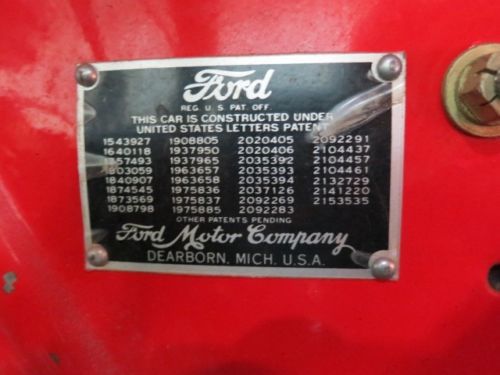 Ford
REG. U.S. PAT. OFF.
THIS CAR IS CONSTRUCTED UNDER
UNITED STATES LETTERS PATENT
1543927 1908805 2020405 2092291
1640118 1937950 2020406 2104437
1757493 1937965 2035392 2104457
1803059 1963657 2035393 2104461
1840907 1963658 2035394 2132729
1874545 1975836 2037126 2141220
1873569 1975837 2092269 2153535
1908798 1975885 2092283
OTHER PATENTS PENDING
Ford Motor Company
DEARBORN, MICH. U.S.A.